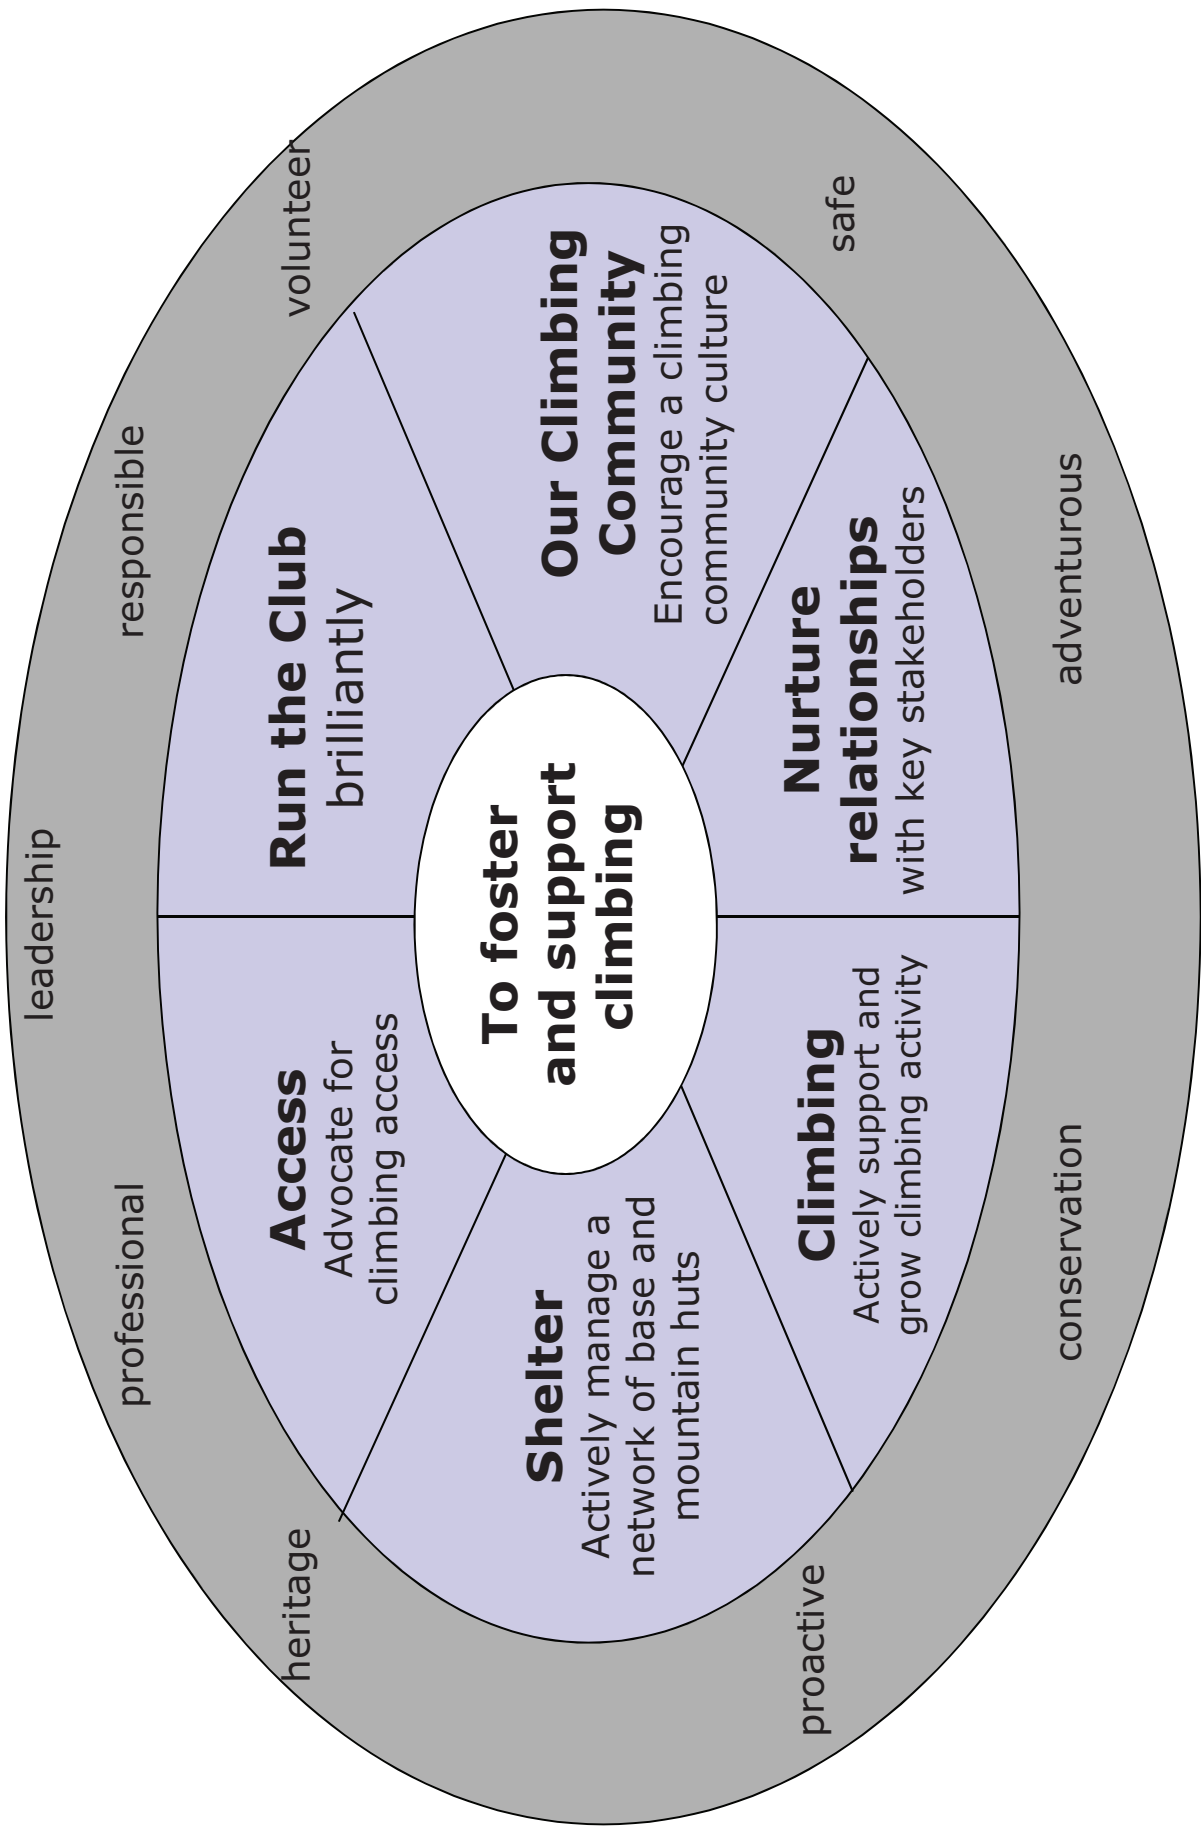 leadership
professional
responsible
heritage
volunteer
Access
Advocate for
climbing access
Run the Club
brilliantly
To foster
and support
climbing
Shelter
Actively manage a
network of base and
mountain huts
Our Climbing
Community
Encourage a climbing
community culture
Climbing
Actively support and
grow climbing activity
Nurture
relationships
with key stakeholders
proactive
safe
conservation
adventurous